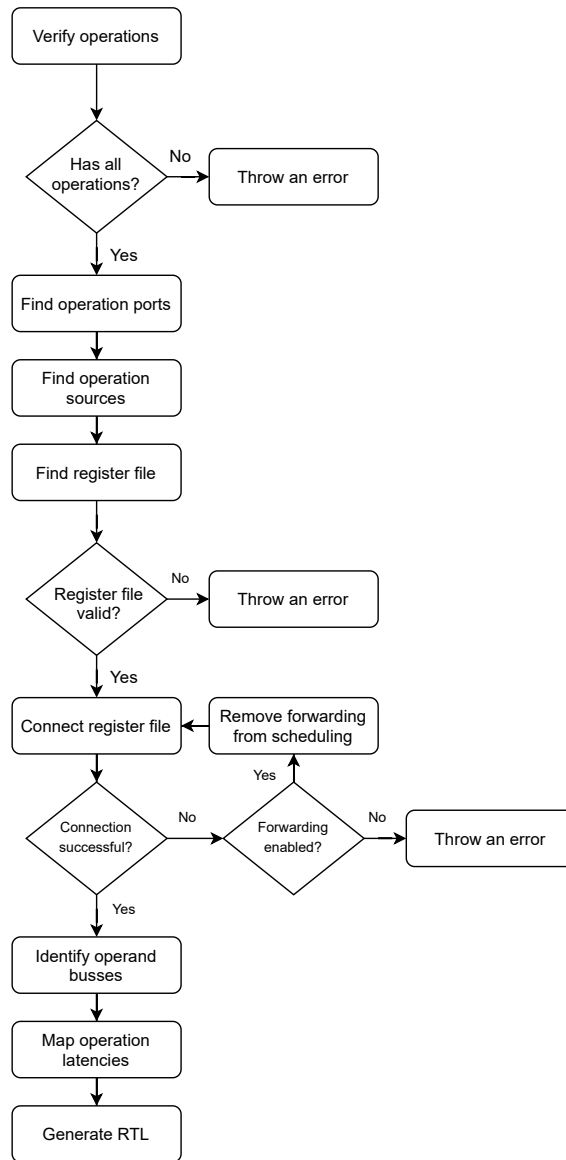 Verify operations
Has all
operations?
No
Throw an error
Yes
Find operation ports
Find operation
sources
Find register file
Register file
valid?
No
Throw an error
Yes
Connect register file
Remove forwarding
from scheduling
Yes
Connection
successful?
No
Forwarding
enabled?
No
Throw an error
Yes
Identify operand
busses
Map operation
latencies
Generate RTL